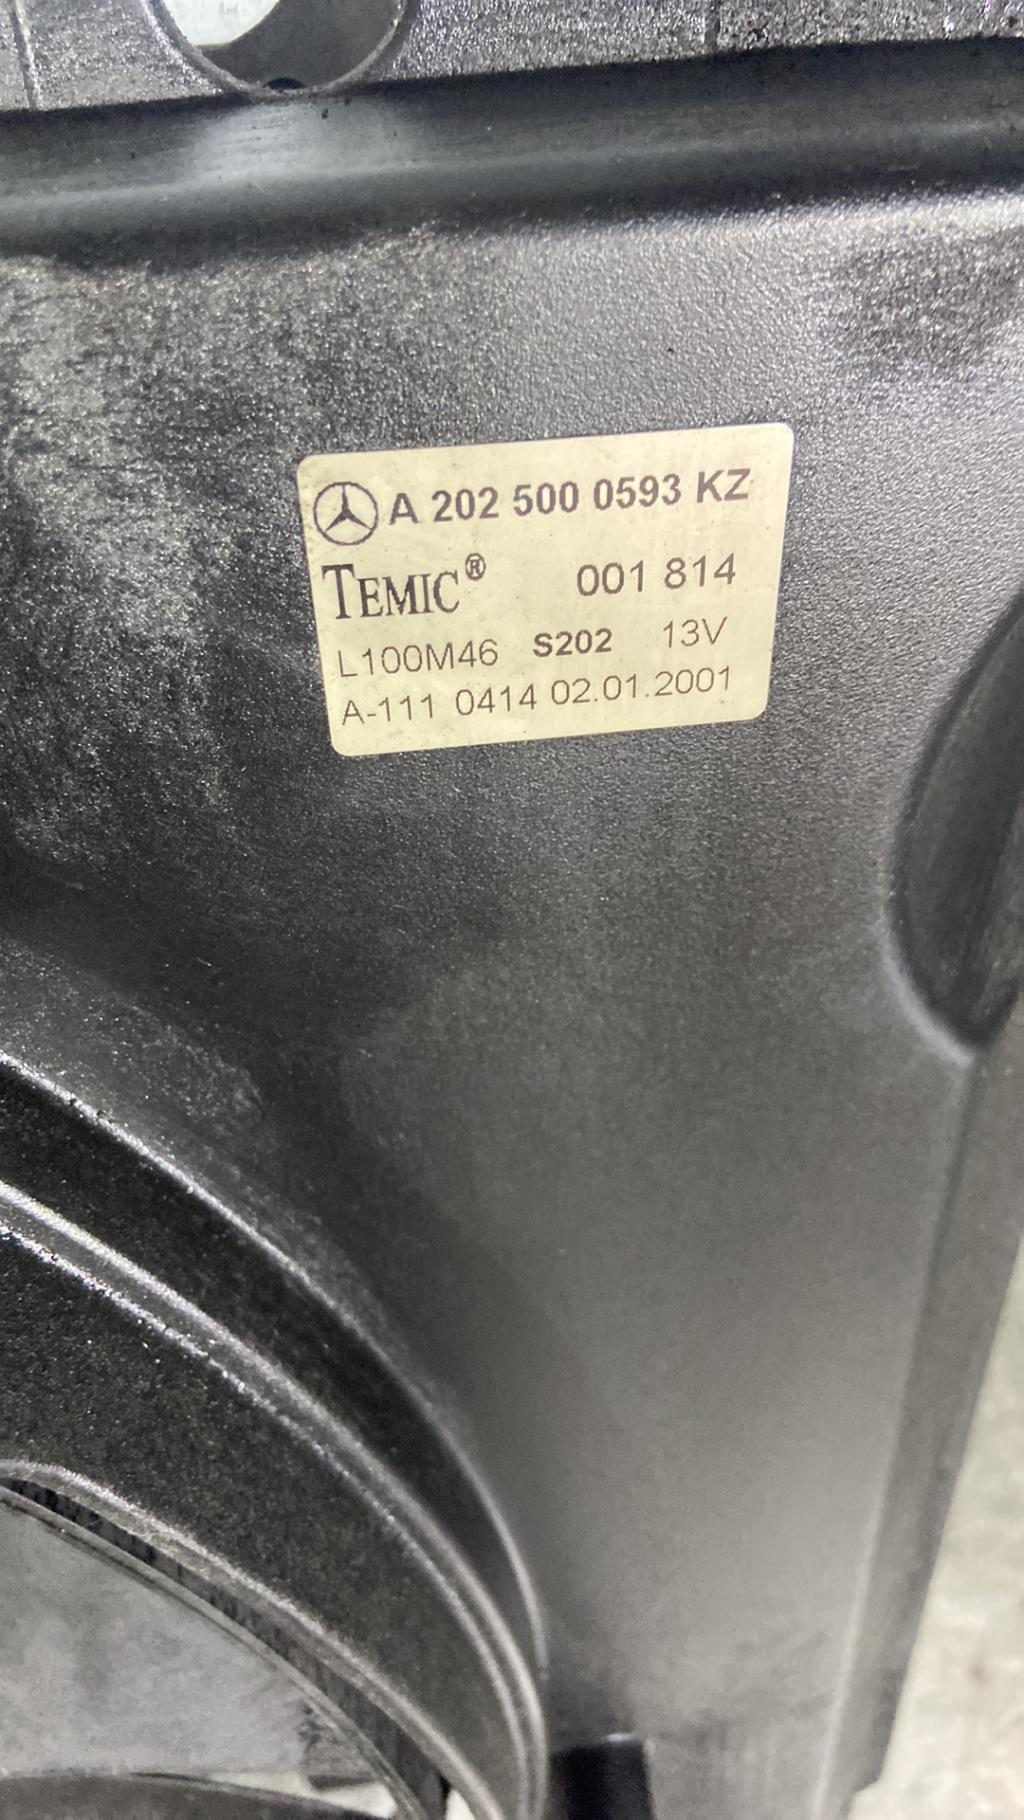 A 202 500 0593 KZ
TEMIC® 001 814
L100M46 S202 13V
A-111 0414 02.01.2001